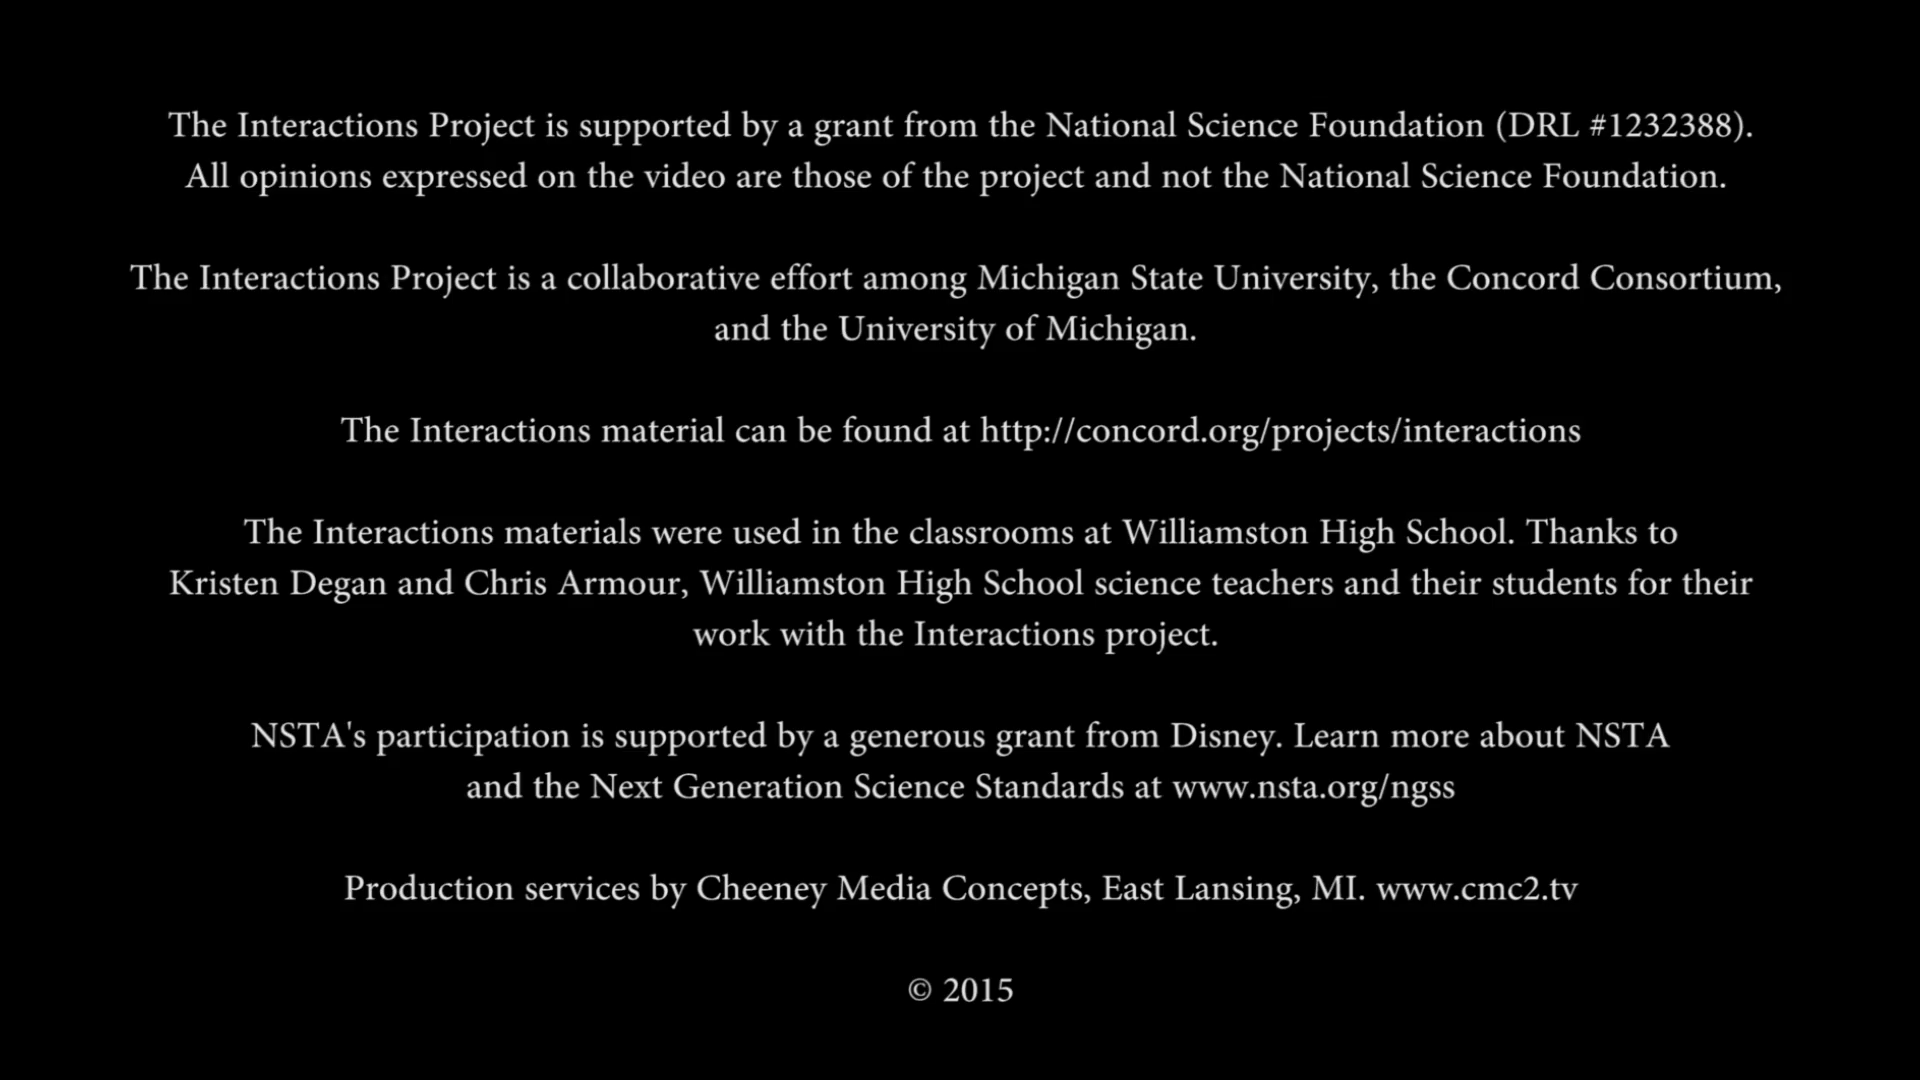 The Interactions Project is supported by a grant from the National Science Foundation (DRL #1232388).
All opinions expressed on the video are those of the project and not the National Science Foundation.
The Interactions Project is a collaborative effort among Michigan State University, the Concord Consortium,
and the University of Michigan.
The Interactions material can be found at http://concord.org/projects/interactions
The Interactions materials were used in the classrooms at Williamston High School. Thanks to
Kristen Degan and Chris Armour, Williamston High School science teachers and their students for their
work with the Interactions project.
NSTA's participation is supported by a generous grant from Disney. Learn more about NSTA
and the Next Generation Science Standards at www.nsta.org/ngss
Production services by Cheeney Media Concepts, East Lansing, MI. www.cmc2.tv
© 2015